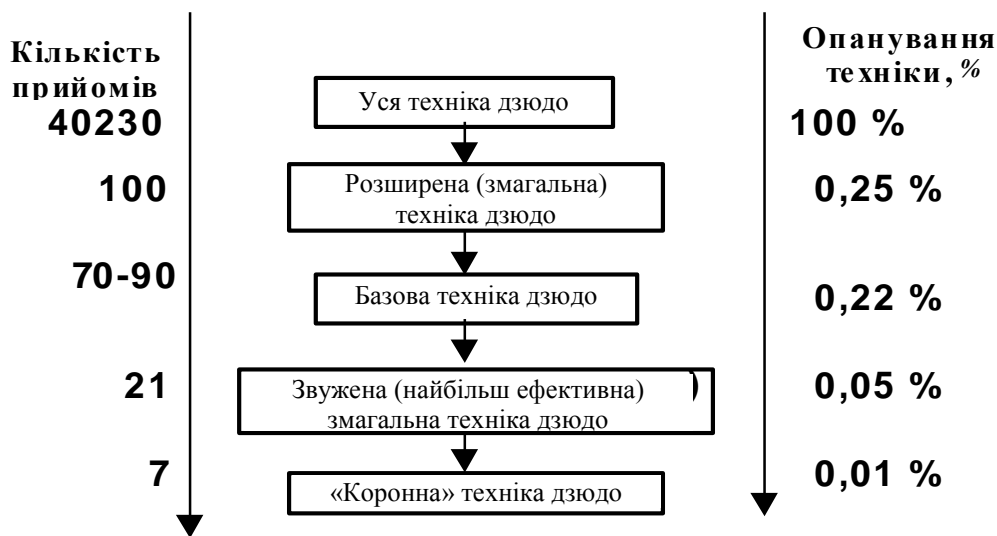 Кількість
прийомів
Опанування
техніки, %
Уся техніка дзюдо
40230
100 %
100
Розширена (змагальна)
техніка дзюдо
0,25 %
70-90
Базова техніка дзюдо
0,22 %
21
Звужена (найбільш ефективна) )
змагальна техніка дзюдо
0,05 %
7
«Коронна» техніка дзюдо
0,01 %